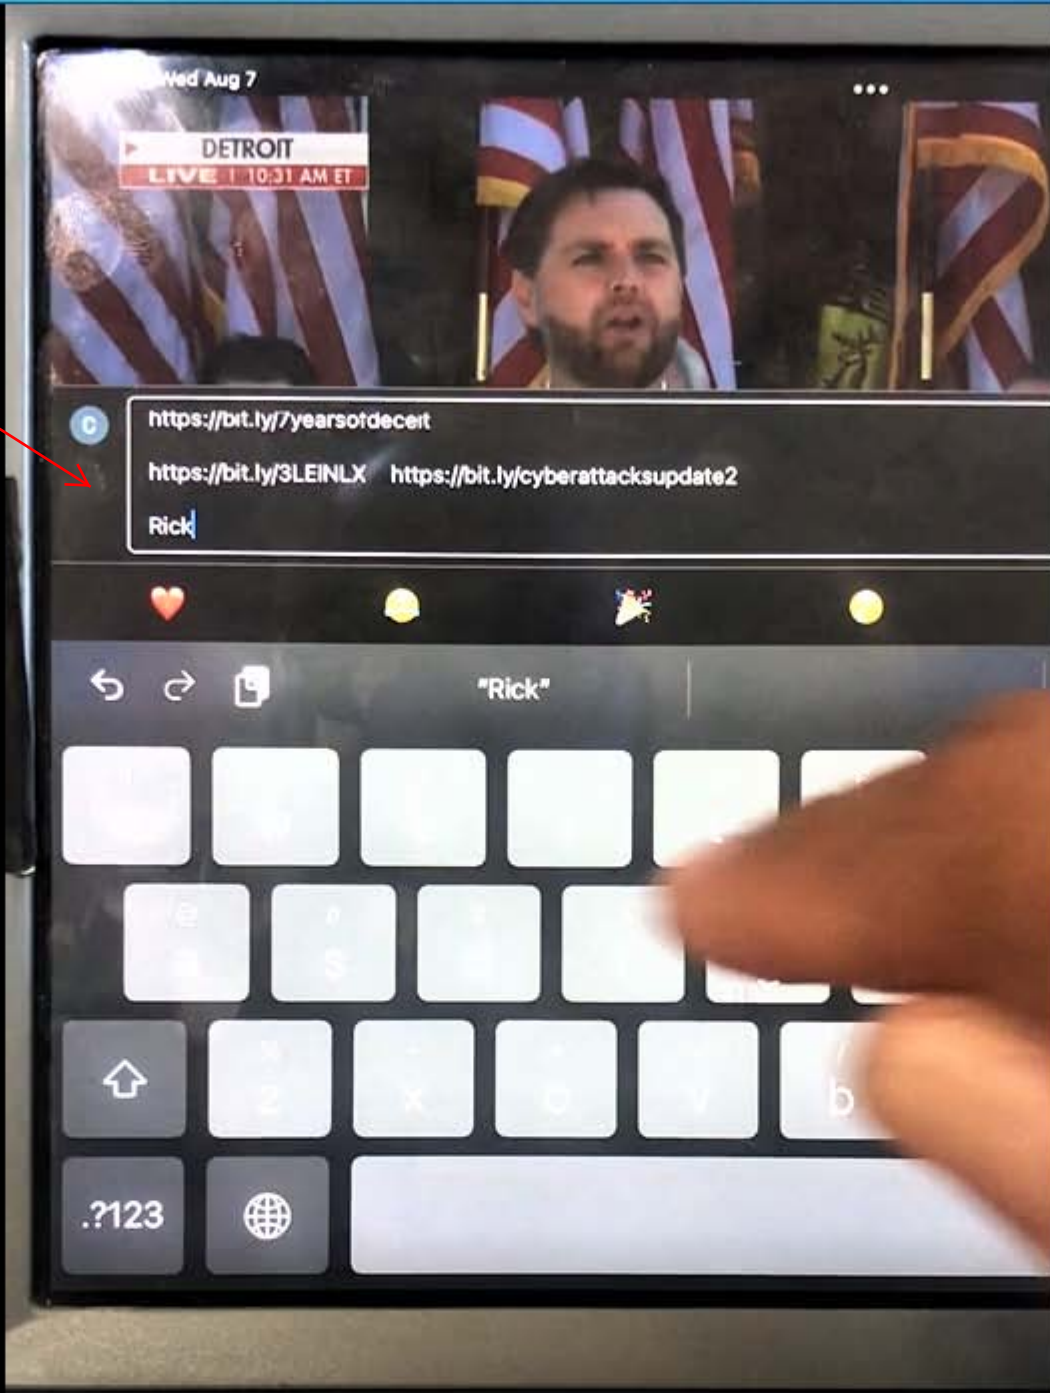 Wed Aug 7
DETROIT
LIVE | 10:31 AM ET
C
https://bit.ly/7yearsofdeceit
https://bit.ly/3LEINLX https://bit.ly/cyberattacksupdate2
Rick
"Rick"
z x c v b
.?123